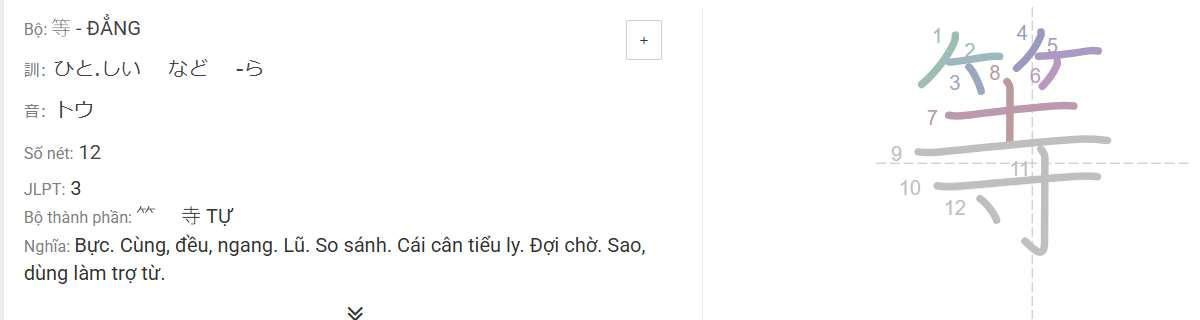 Bộ: 等 - ĐẲNG
+
訓: ひと.しい など -ら
音: トウ
Số nét: 12
JLPT: 3
Bộ thành phần: ⺮ 寺 TỰ
Nghĩa: Bực. Cùng, đều, ngang. Lũ. So sánh. Cái cân tiểu ly. Đợi chờ. Sao,
dùng làm trợ từ.
等
1 2 3 4 5 6 7 8 9 10 11 12